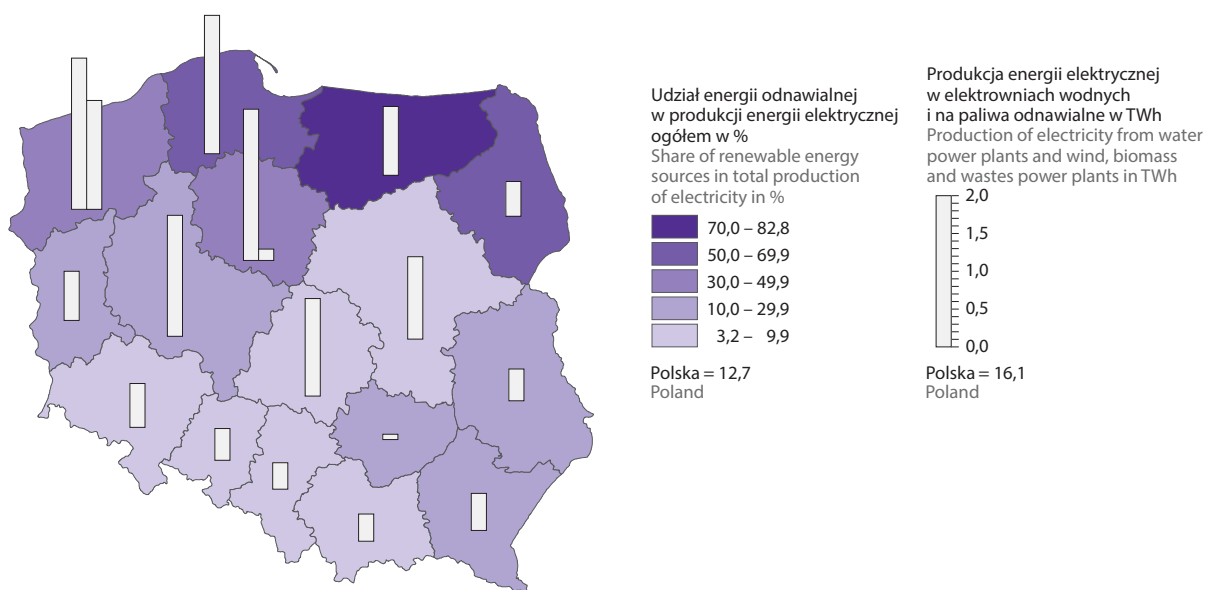 Udział energii odnawialnej
w produkcji energii elektrycznej
ogółem w %
Share of renewable energy
sources in total production
of electricity in %
70,0 – 82,8
50,0 – 69,9
30,0 – 49,9
10,0 – 29,9
3,2 – 9,9
Polska = 12,7
Poland
Produkcja energii elektrycznej
w elektrowniach wodnych
i na paliwa odnawialne w TWh
Production of electricity from water
power plants and wind, biomass
and wastes power plants in TWh
2,0
1,5
1,0
0,5
0,0
Polska = 16,1
Poland